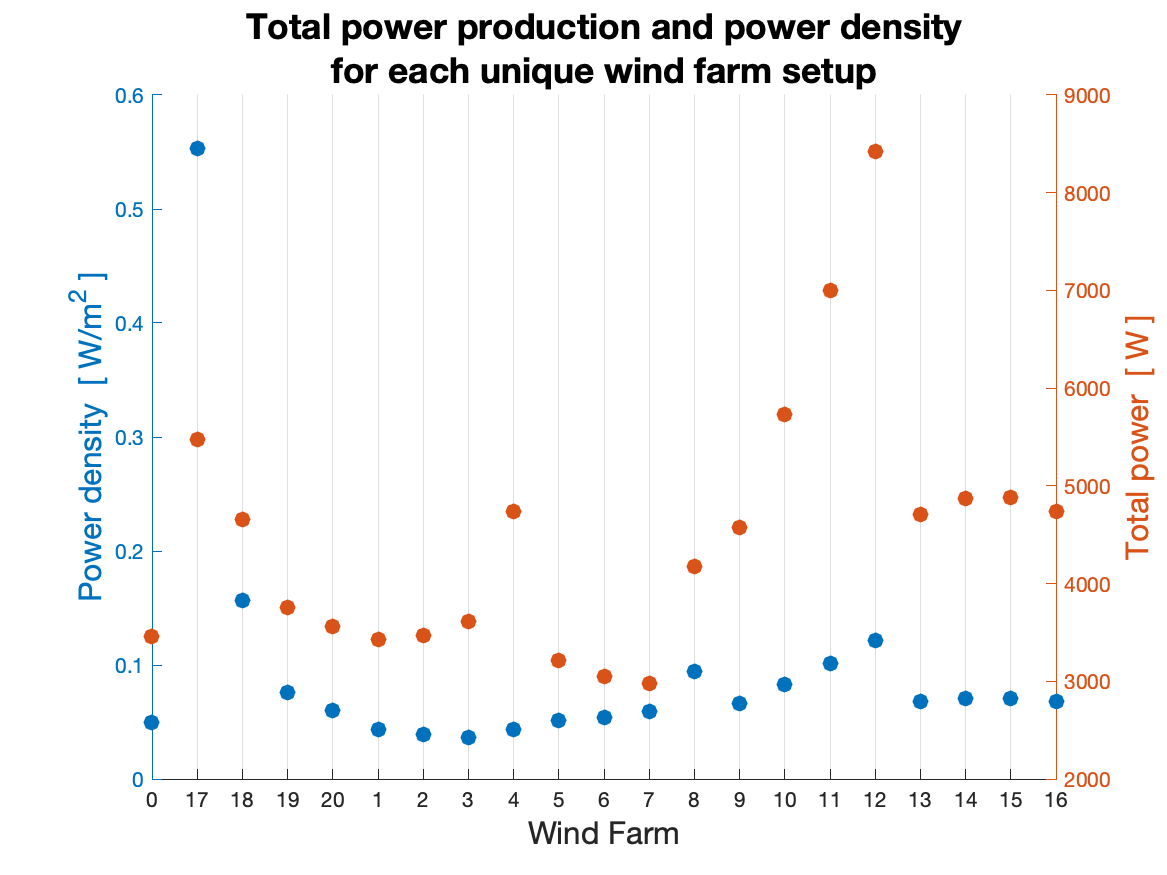 Total power production and power density
for each unique wind farm setup
Power density [ W/m² ]
0.6
0.5
0.4
0.3
0.2
0.1
0
9000
8000
7000
6000
5000
4000
3000
2000
Total power [ W ]
0 17 18 19 20 1 2 3 4 5 6 7 8 9 10 11 12 13 14 15 16
Wind Farm